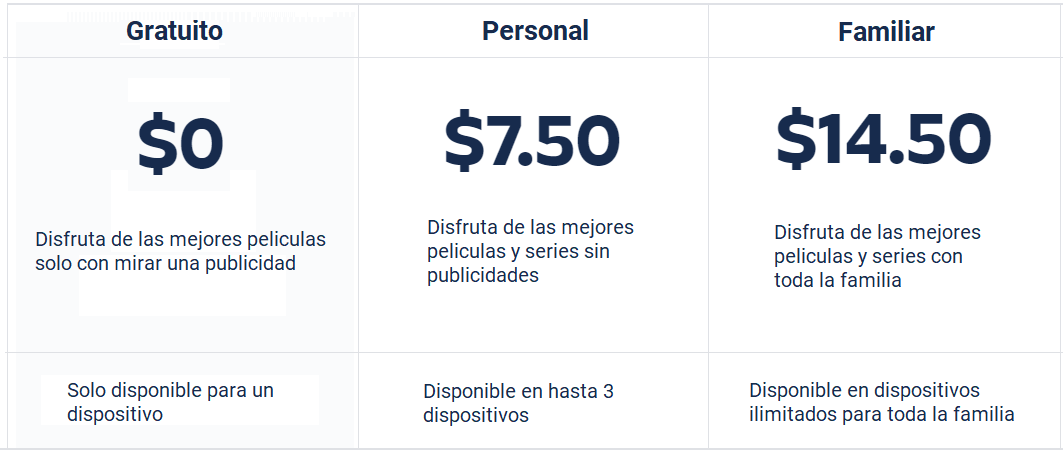 Gratuito
Personal
Familiar
$0
$7.50
$14.50
Disfruta de las mejores peliculas
solo con mirar una publicidad
Disfruta de las mejores
peliculas y series sin
publicidades
Disfruta de las mejores
peliculas y series con
toda la familia
Solo disponible para un
dispositivo
Disponible en hasta 3
dispositivos
Disponible en dispositivos
ilimitados para toda la familia